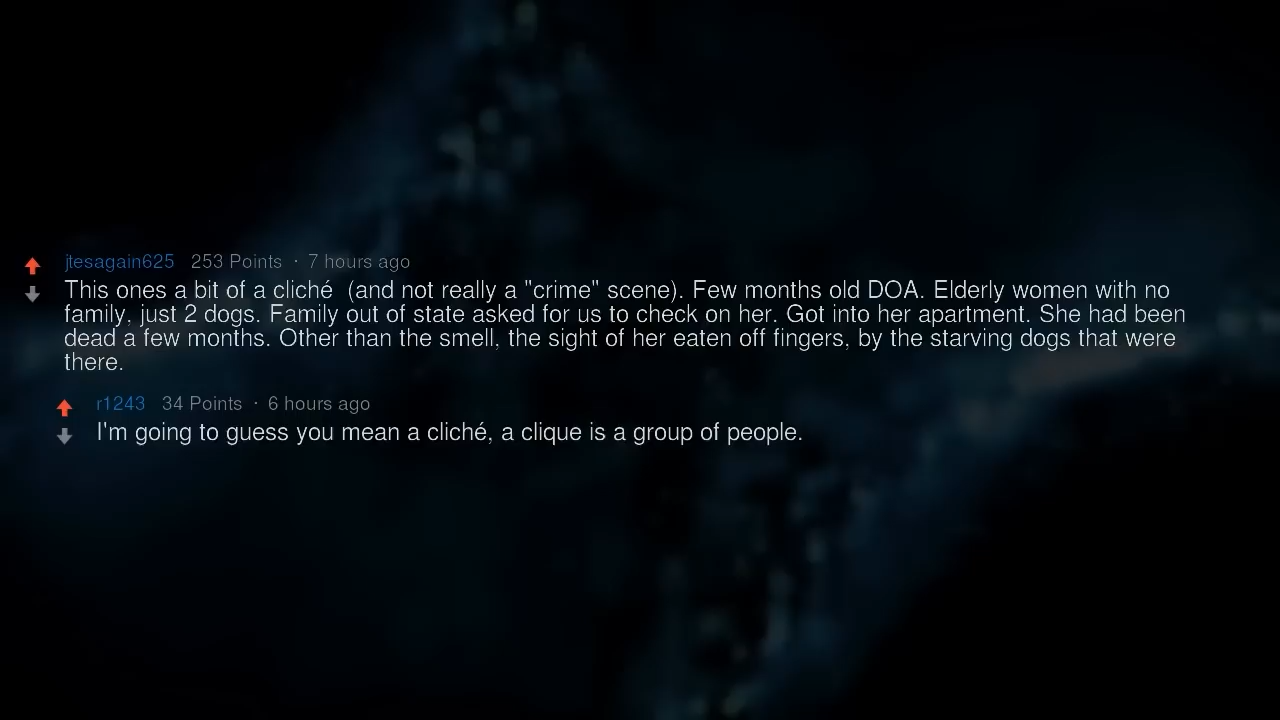 jtesagain625 253 Points · 7 hours ago
This ones a bit of a cliché (and not really a "crime" scene). Few months old DOA. Elderly women with no
family, just 2 dogs. Family out of state asked for us to check on her. Got into her apartment. She had been
dead a few months. Other than the smell, the sight of her eaten off fingers, by the starving dogs that were
there.
r1243 34 Points · 6 hours ago
I'm going to guess you mean a cliché, a clique is a group of people.